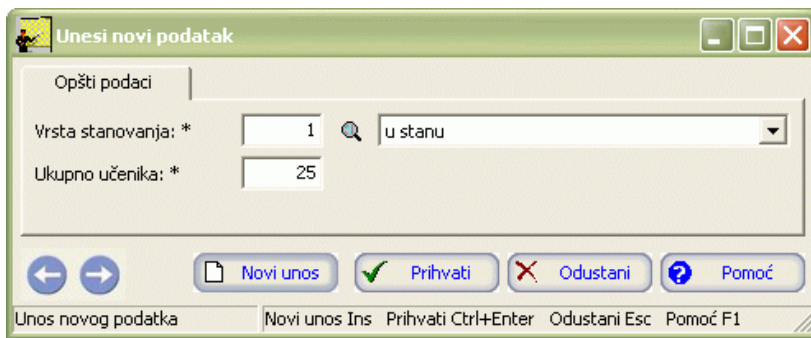 Unesi novi podatak
Opšti podaci
Vrsta stanovanja: * 1 u stanu
Ukupno učenika: * 25
Novi unos Prihvati Odustani Pomoć
Unos novog podatka Novi unos Ins Prihvati Ctrl+Enter Odustani Esc Pomoć F1